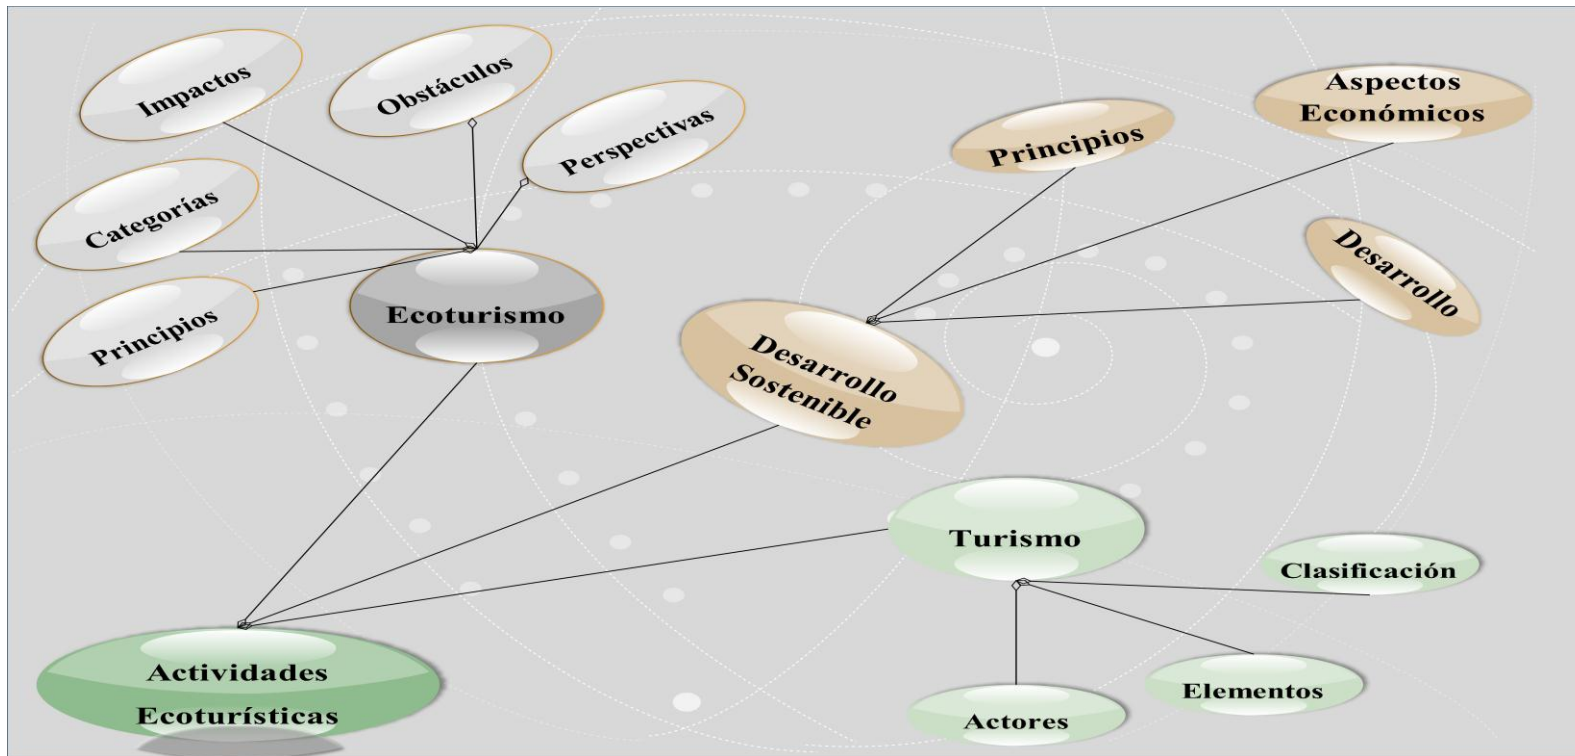 Impactos
Obstáculos
Perspectivas
Categorías
Principios
Ecoturismo
Principios
Aspectos
Económicos
Desarrollo
Desarrollo
Sostenible
Turismo
Clasificación
Elementos
Actores
Actividades
Ecoturísticas